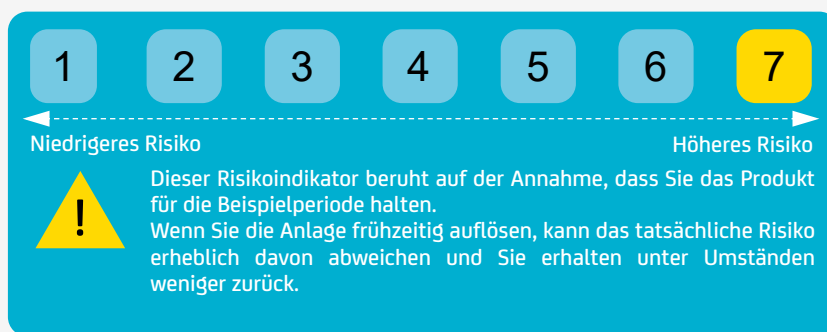 1 2 3 4 5 6 7
Niedrigeres Risiko Höheres Risiko
!
Dieser Risikoindikator beruht auf der Annahme, dass Sie das Produkt
für die Beispielperiode halten.
Wenn Sie die Anlage frühzeitig auflösen, kann das tatsächliche Risiko
erheblich davon abweichen und Sie erhalten unter Umständen
weniger zurück.